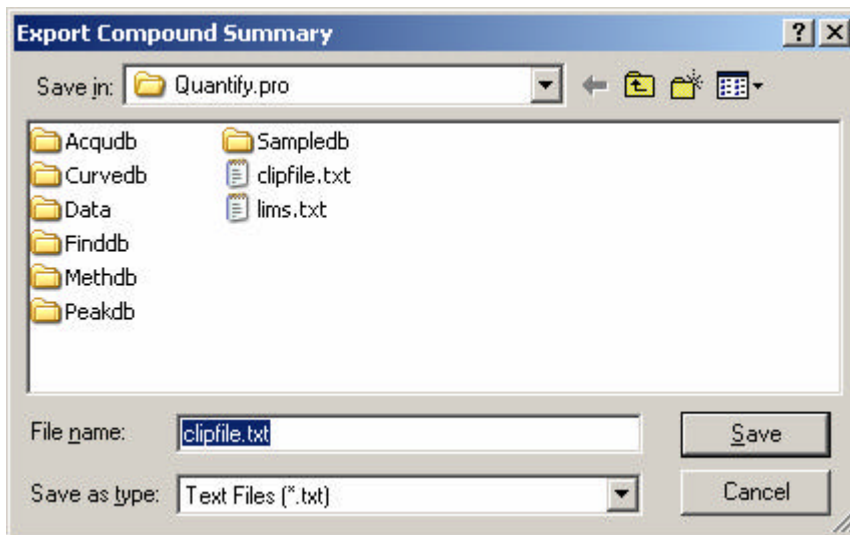 Export Compound Summary
Save in: Quantify.pro
Acqudb Sampledb
Curvedb clipfile.txt
Data lims.txt
Finddb
Methdb
Peakdb
File name: clipfile.txt Save
Save as type: Text Files (*.txt) Cancel